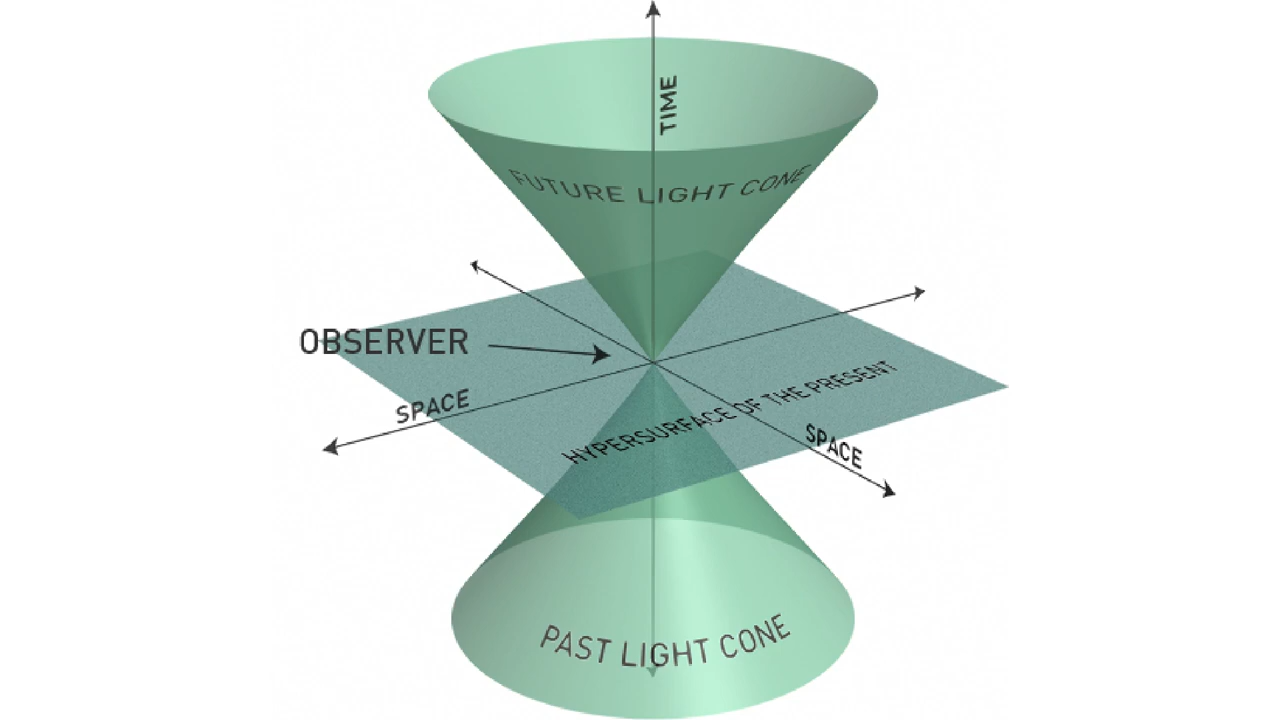 TIME
FUTURE LIGHT CONE
OBSERVER
SPACE
HYPERSURFACE OF THE PRESENT
SPACE
PAST LIGHT CONE